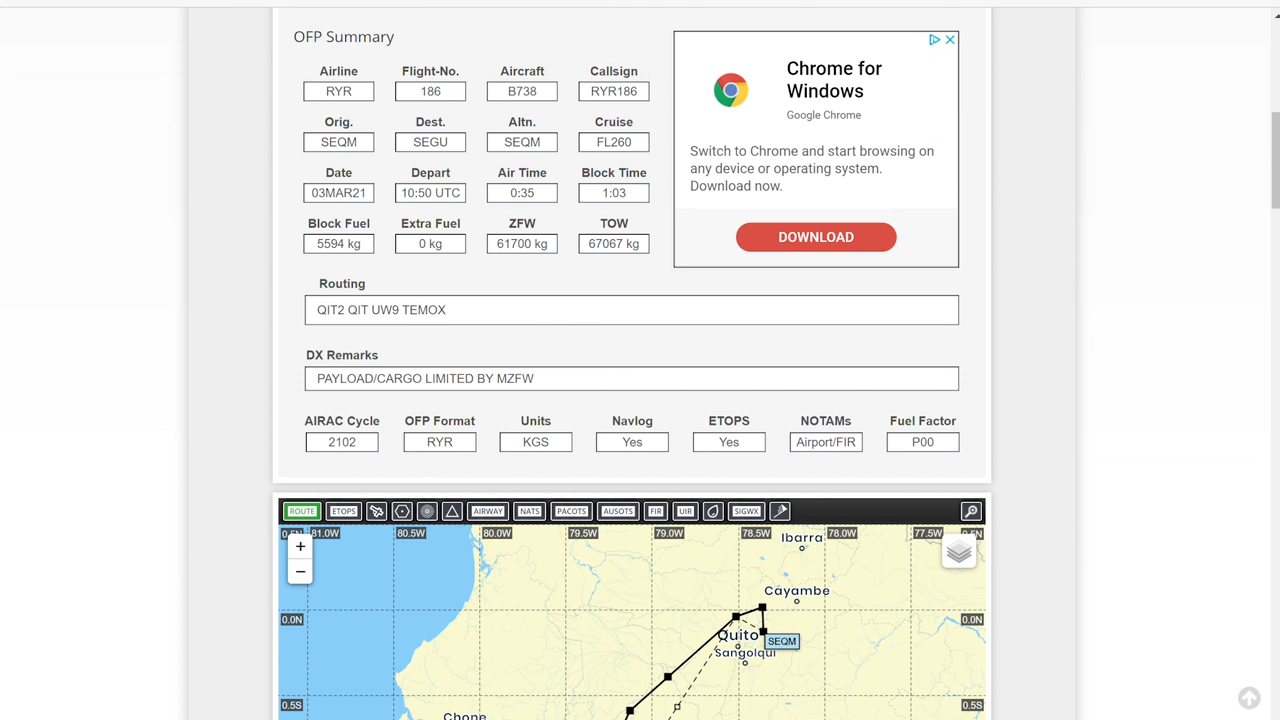 OFP Summary
Airline Flight-No. Aircraft Callsign
RYR 186 B738 RYR186
Orig. Dest. Altn. Cruise
SEQM SEGU SEQM FL260
Date Depart Air Time Block Time
03MAR21 10:50 UTC 0:35 1:03
Block Fuel Extra Fuel ZFW TOW
5594 kg 0 kg 61700 kg 67067 kg
Chrome for
Windows
Google Chrome
Switch to Chrome and start browsing on
any device or operating system.
Download now.
DOWNLOAD
Routing
QIT2 QIT UW9 TEMOX
DX Remarks
PAYLOAD/CARGO LIMITED BY MZFW
AIRAC Cycle OFP Format Units Navlog ETOPS NOTAMs Fuel Factor
2102 RYR KGS Yes Yes Airport/FIR P00
ROUTE ETOPS AIRWAY NATS PACOTS AUSOTS FIR UIR SIGWX
81.0W 80.5W 80.0W 79.5W 79.0W 78.5W 78.0W 77.5W
+
−
Ibarra
Cayambe
0.0N 0.0N
Quito
SEQM
Sangolquí
0.5S 0.5S
Chone